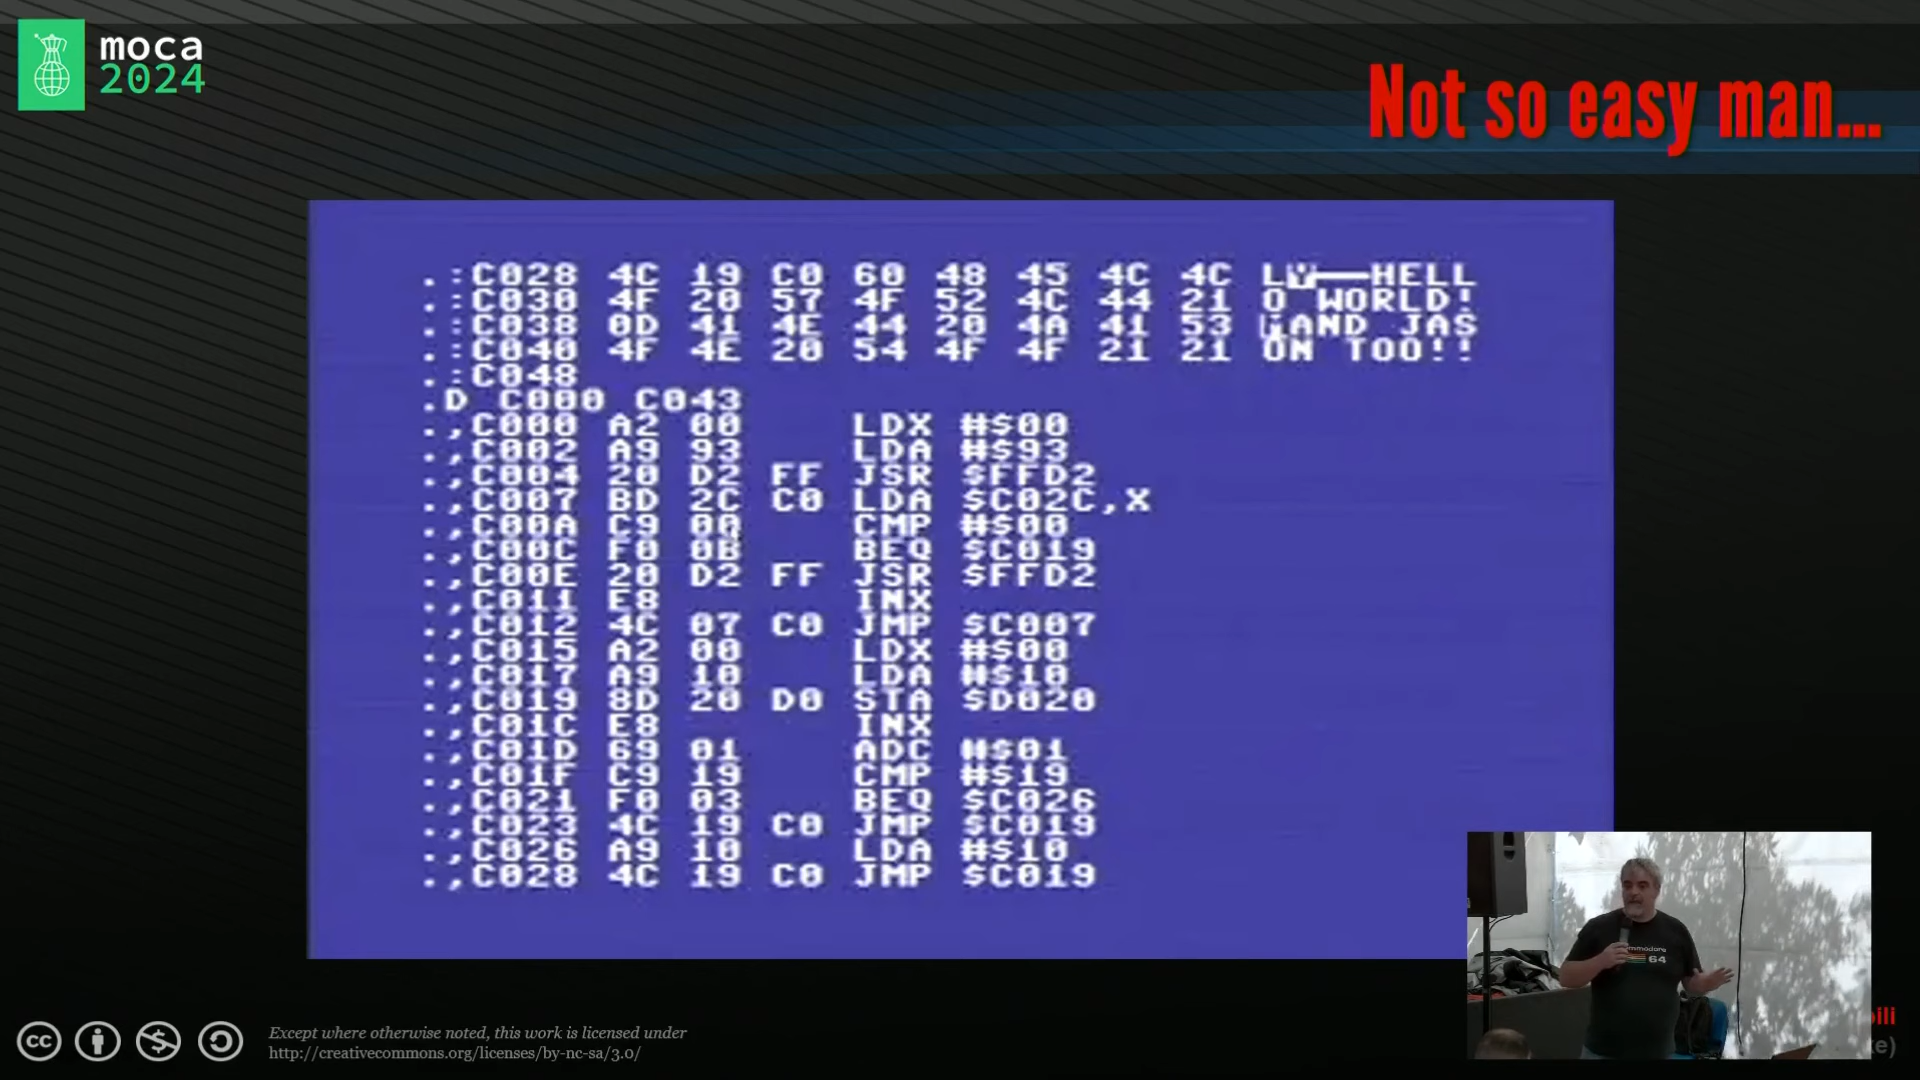 moca
2024
Not so easy man...
.:C028 4C 19 C0 60 48 45 4C 4C L HELL
.:C030 4F 20 57 4F 52 4C 44 21 O WORLD!
.:C038 0D 41 4E 44 20 4A 41 53 AND JAS
.:C040 4F 4E 20 54 4F 4F 21 21 ON TOO!!
.:C048
.D C000 C043
.,C000 A2 00 LDX #$00
.,C002 A9 93 LDA #$93
.,C004 20 D2 FF JSR $FFD2
.,C007 BD 2C C0 LDA $C02C,X
.,C00A C9 00 CMP #$00
.,C00C F0 0B BEQ $C019
.,C00E 20 D2 FF JSR $FFD2
.,C011 E8 INX
.,C012 4C 07 C0 JMP $C007
.,C015 A2 00 LDX #$00
.,C017 A9 10 LDA #$10
.,C019 8D 20 D0 STA $D020
.,C01C E8 INX
.,C01D 69 01 ADC #$01
.,C01F C9 19 CMP #$19
.,C021 F0 03 BEQ $C026
.,C023 4C 19 C0 JMP $C019
.,C026 A9 10 LDA #$10
.,C028 4C 19 C0 JMP $C019
commodore
64
Except where otherwise noted, this work is licensed under
http://creativecommons.org/licenses/by-nc-sa/3.0/